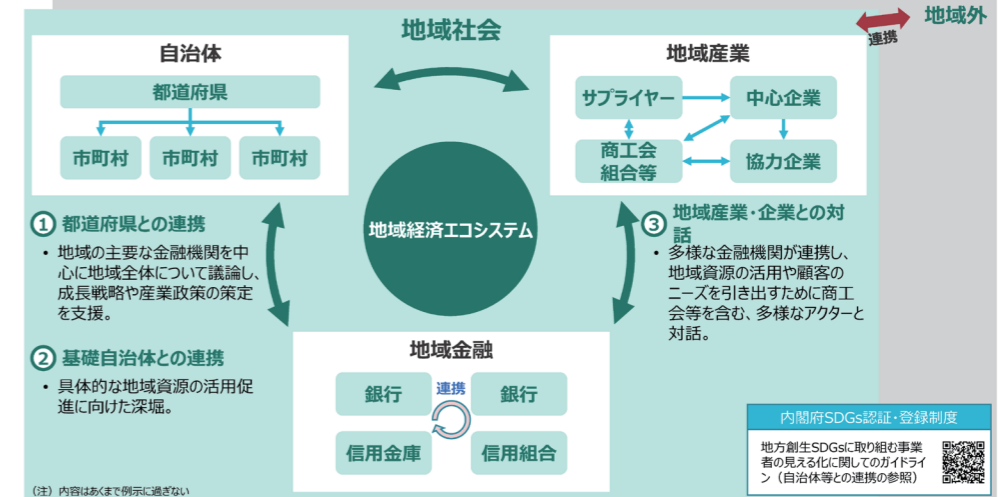 地域社会
地域外
連携
自治体
都道府県
市町村
市町村
市町村
地域産業
サプライヤー
中心企業
商工会
組合等
協力企業
地域経済エコシステム
① 都道府県との連携
• 地域の主要な金融機関を中
心に地域全体について議論し、
成長戦略や産業政策の策定
を支援。
② 基礎自治体との連携
• 具体的な地域資源の活用促
進に向けた深堀。
③ 地域産業・企業との対
話
• 多様な金融機関が連携し、
地域資源の活用や顧客の
ニーズを引き出すために商工
会等を含む、多様なアクターと
対話。
地域金融
銀行
連携
銀行
信用金庫
信用組合
内閣府SDGs認証・登録制度
地方創生SDGsに取り組む事業
者の見える化に関してのガイドライ
ン（自治体等との連携の参照）
（注）内容はあくまで例示に過ぎない